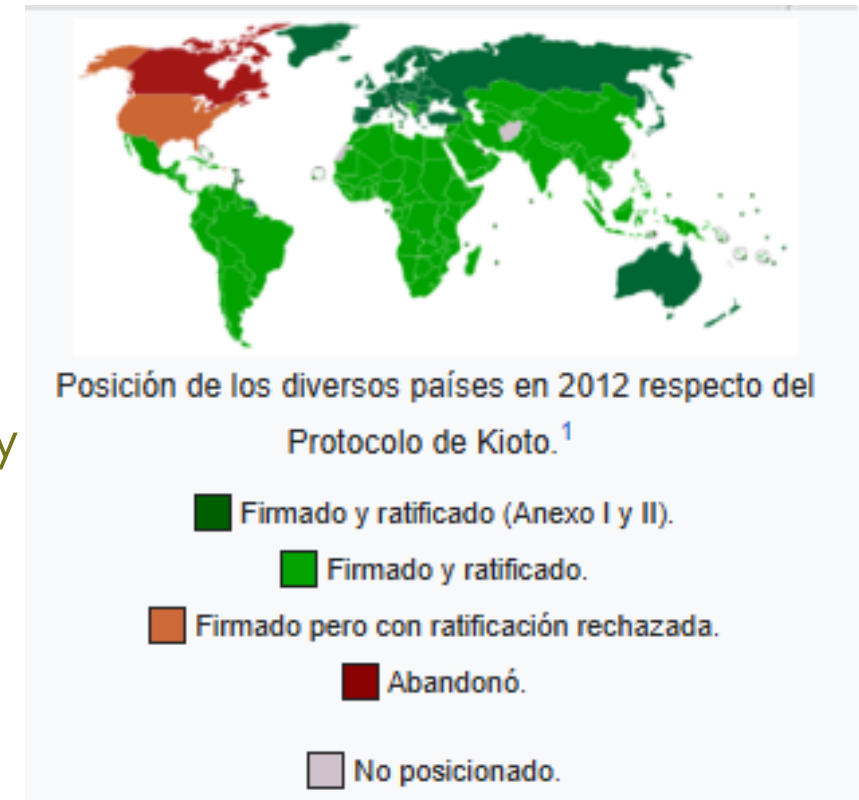 Posición de los diversos países en 2012 respecto del
Protocolo de Kioto.1
y
Firmado y ratificado (Anexo I y II).
Firmado y ratificado.
Firmado pero con ratificación rechazada.
Abandonó.
No posicionado.